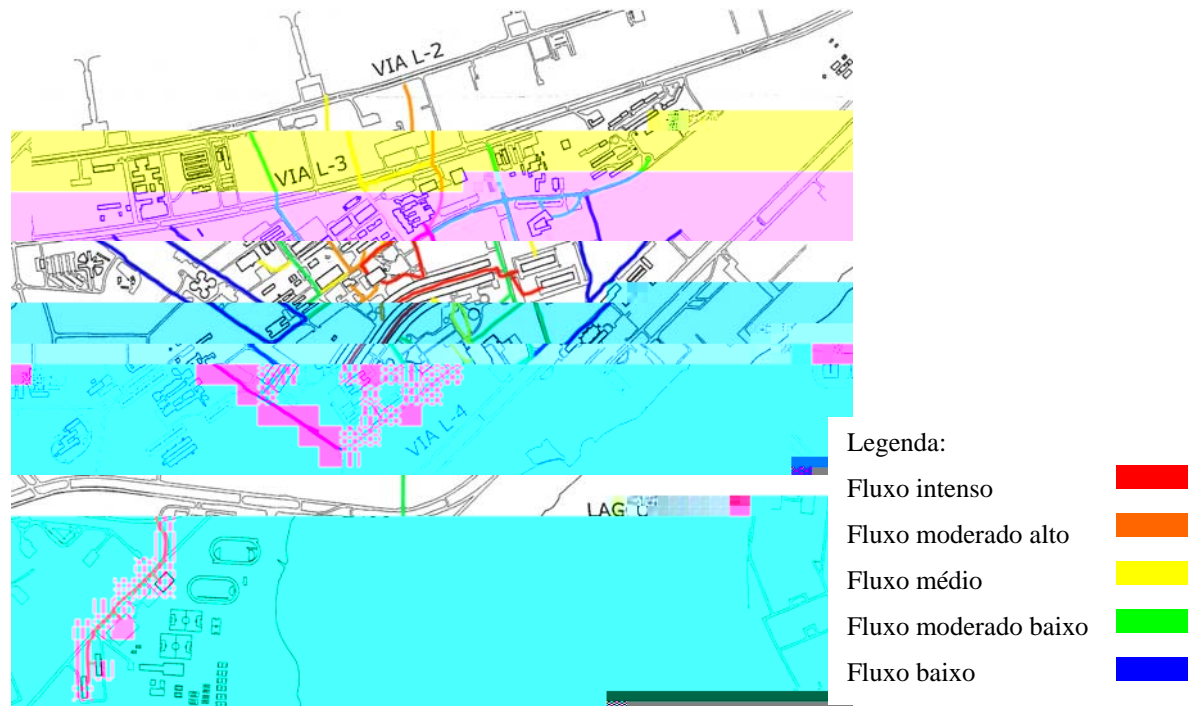 VIA L-2
VIA L-3
VIA L-4
LAG
Legenda:
Fluxo intenso
Fluxo moderado alto
Fluxo médio
Fluxo moderado baixo
Fluxo baixo